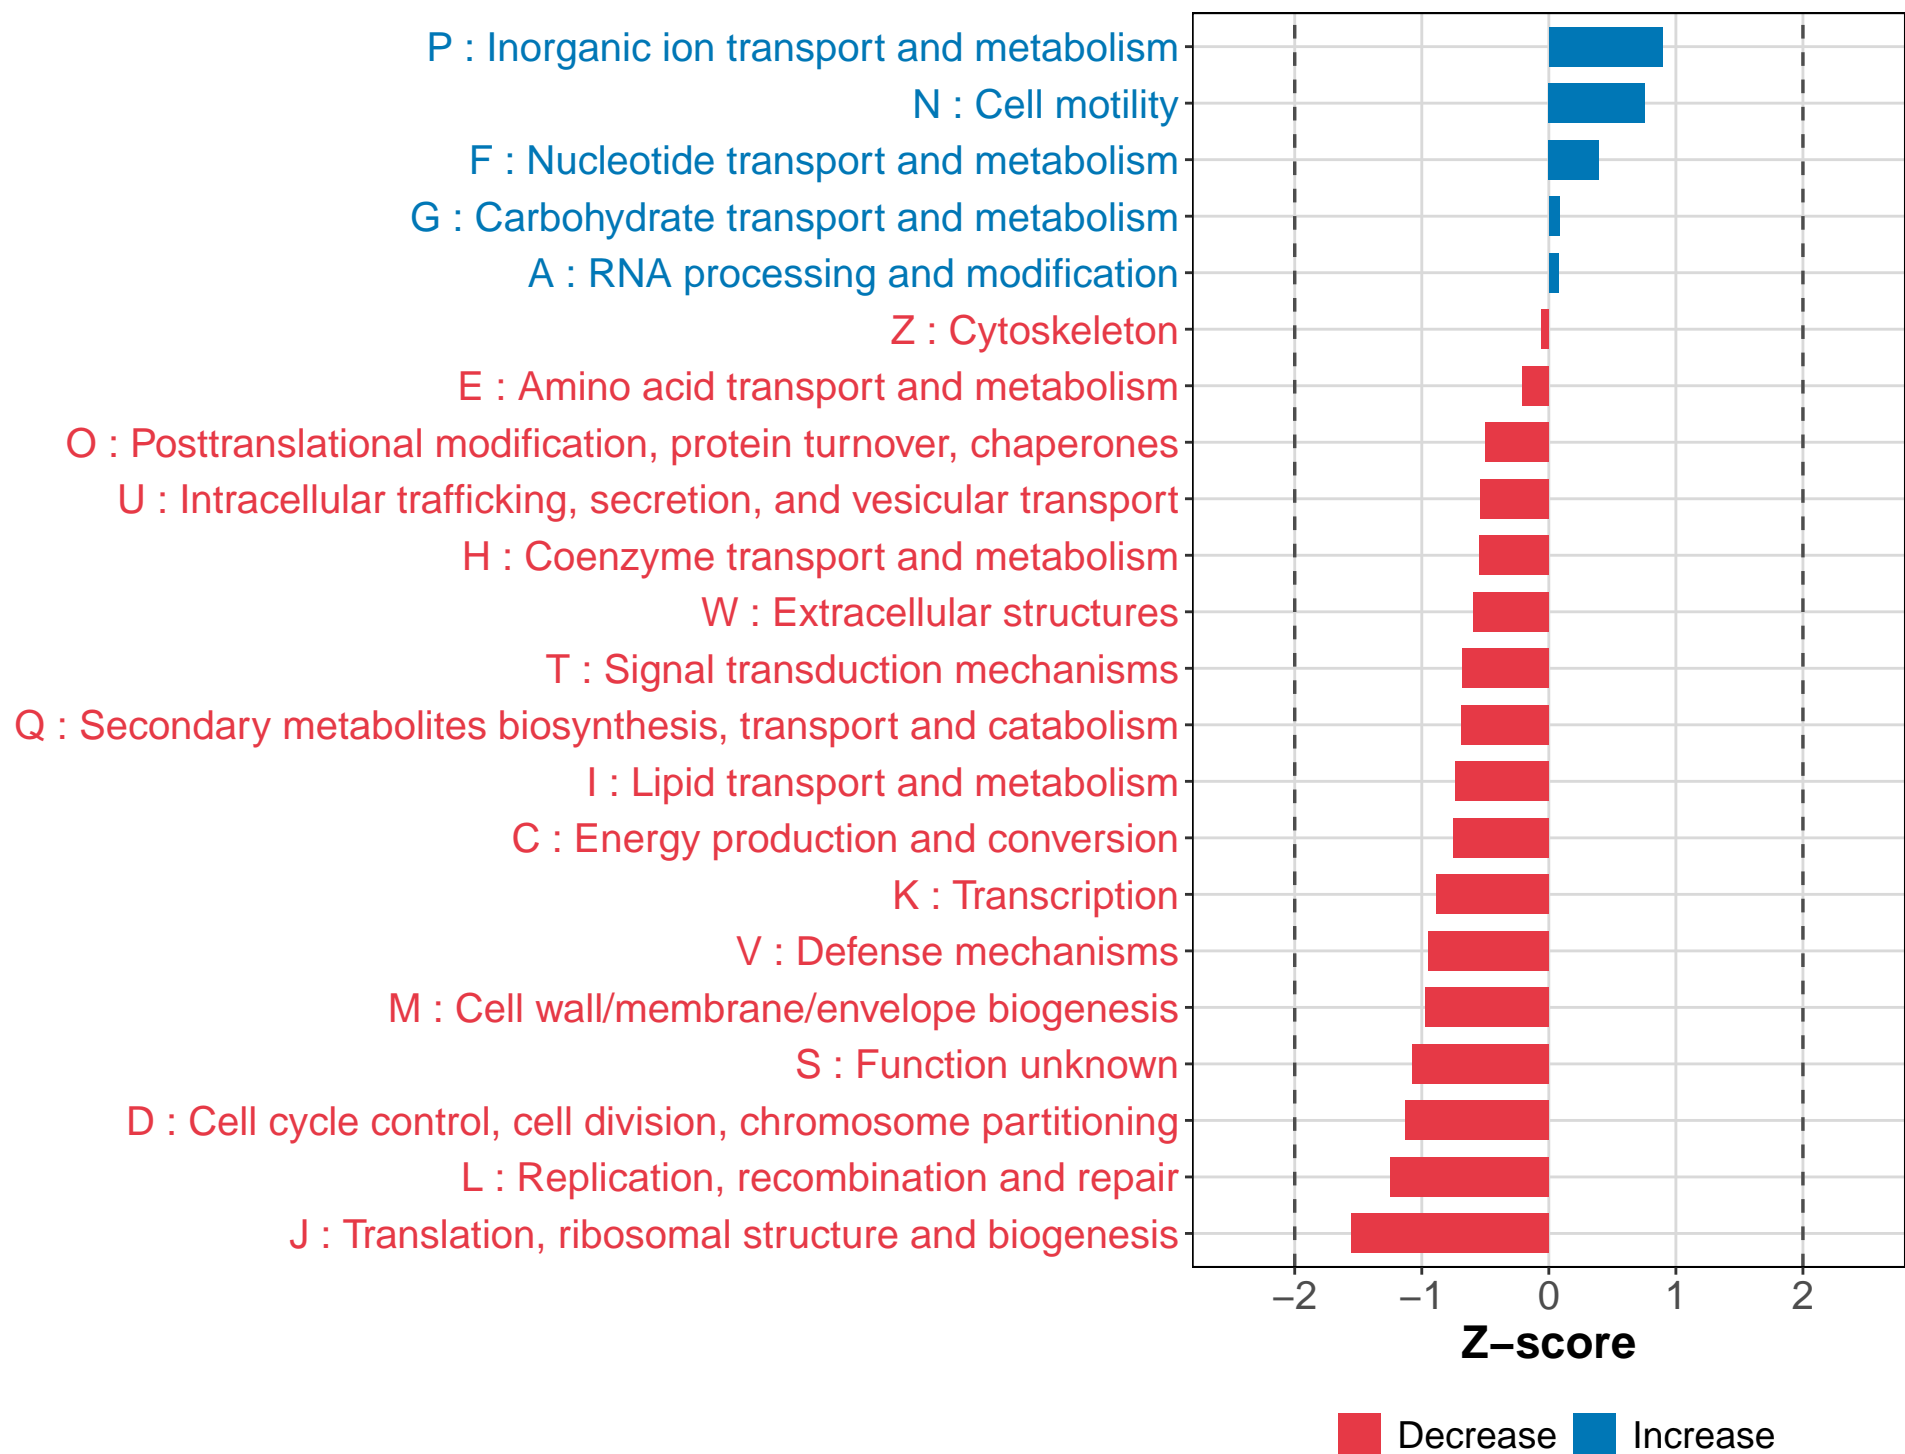 P : Inorganic ion transport and metabolism
N : Cell motility
F : Nucleotide transport and metabolism
G : Carbohydrate transport and metabolism
A : RNA processing and modification
Z : Cytoskeleton
E : Amino acid transport and metabolism
O : Posttranslational modification, protein turnover, chaperones
U : Intracellular trafficking, secretion, and vesicular transport
H : Coenzyme transport and metabolism
W : Extracellular structures
T : Signal transduction mechanisms
Q : Secondary metabolites biosynthesis, transport and catabolism
I : Lipid transport and metabolism
C : Energy production and conversion
K : Transcription
V : Defense mechanisms
M : Cell wall/membrane/envelope biogenesis
S : Function unknown
D : Cell cycle control, cell division, chromosome partitioning
L : Replication, recombination and repair
J : Translation, ribosomal structure and biogenesis
−2 −1 0 1 2
Z−score
Decrease Increase